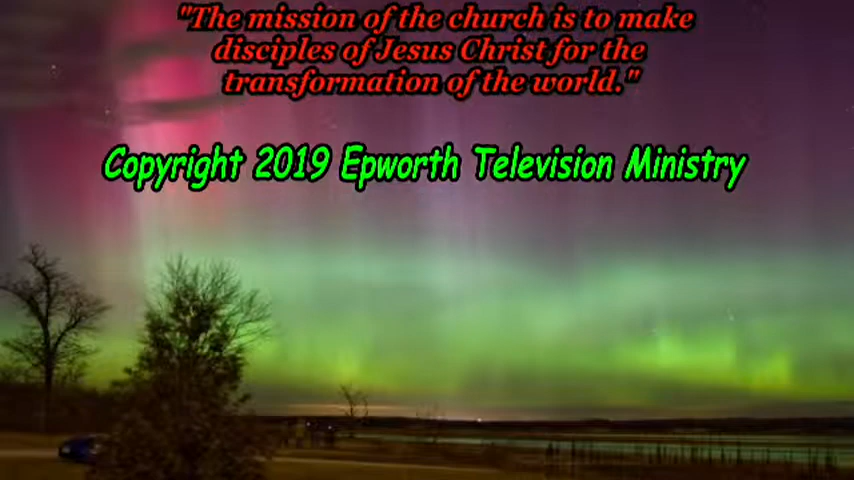 "The mission of the church is to make
disciples of Jesus Christ for the
transformation of the world."
Copyright 2019 Epworth Television Ministry